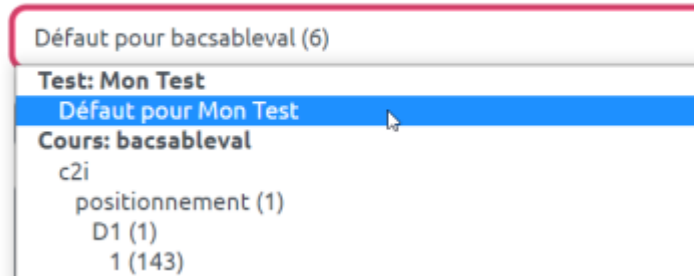 Défaut pour bacsableval (6)
Test: Mon Test
Défaut pour Mon Test
Cours: bacsableval
c2i
positionnement (1)
D1 (1)
1 (143)